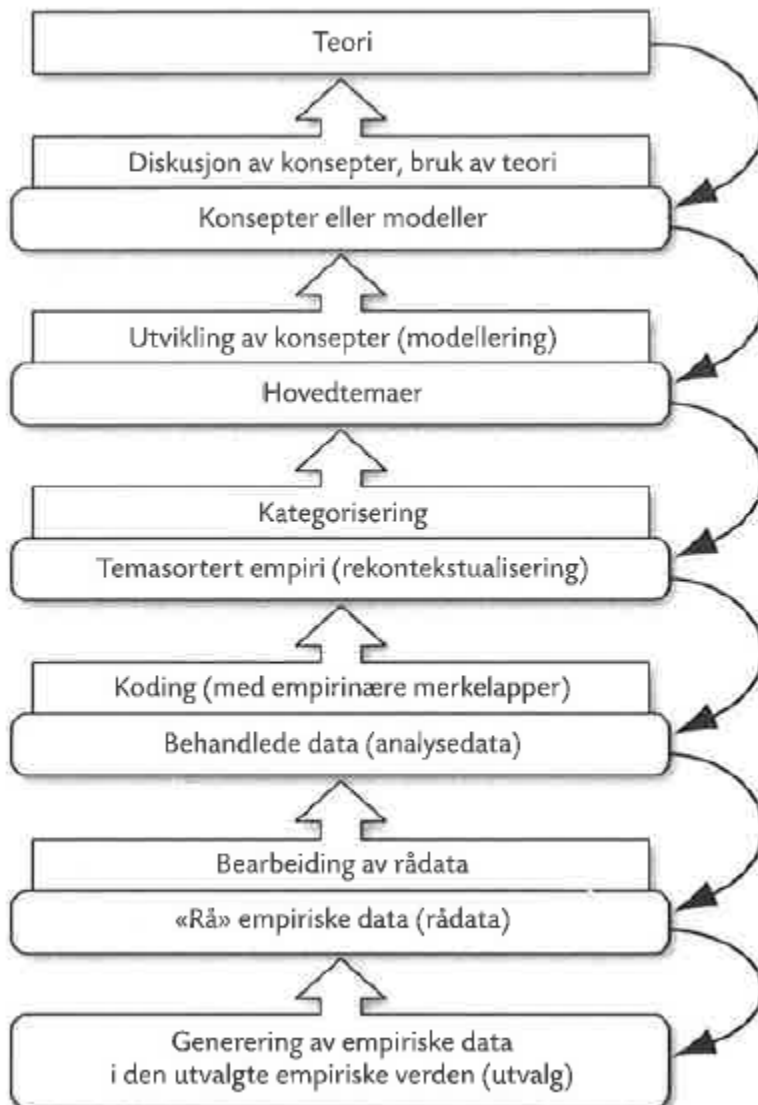 Teori
Diskusjon av konsepter, bruk av teori
Konsepter eller modeller
Utvikling av konsepter (modellering)
Hovedtemaer
Kategorisering
Temasortert empiri (rekontekstualisering)
Koding (med empirinære merkelapper)
Behandlede data (analysedata)
Bearbeiding av rådata
«Rå» empiriske data (rådata)
Generering av empiriske data
i den utvalgte empiriske verden (utvalg)